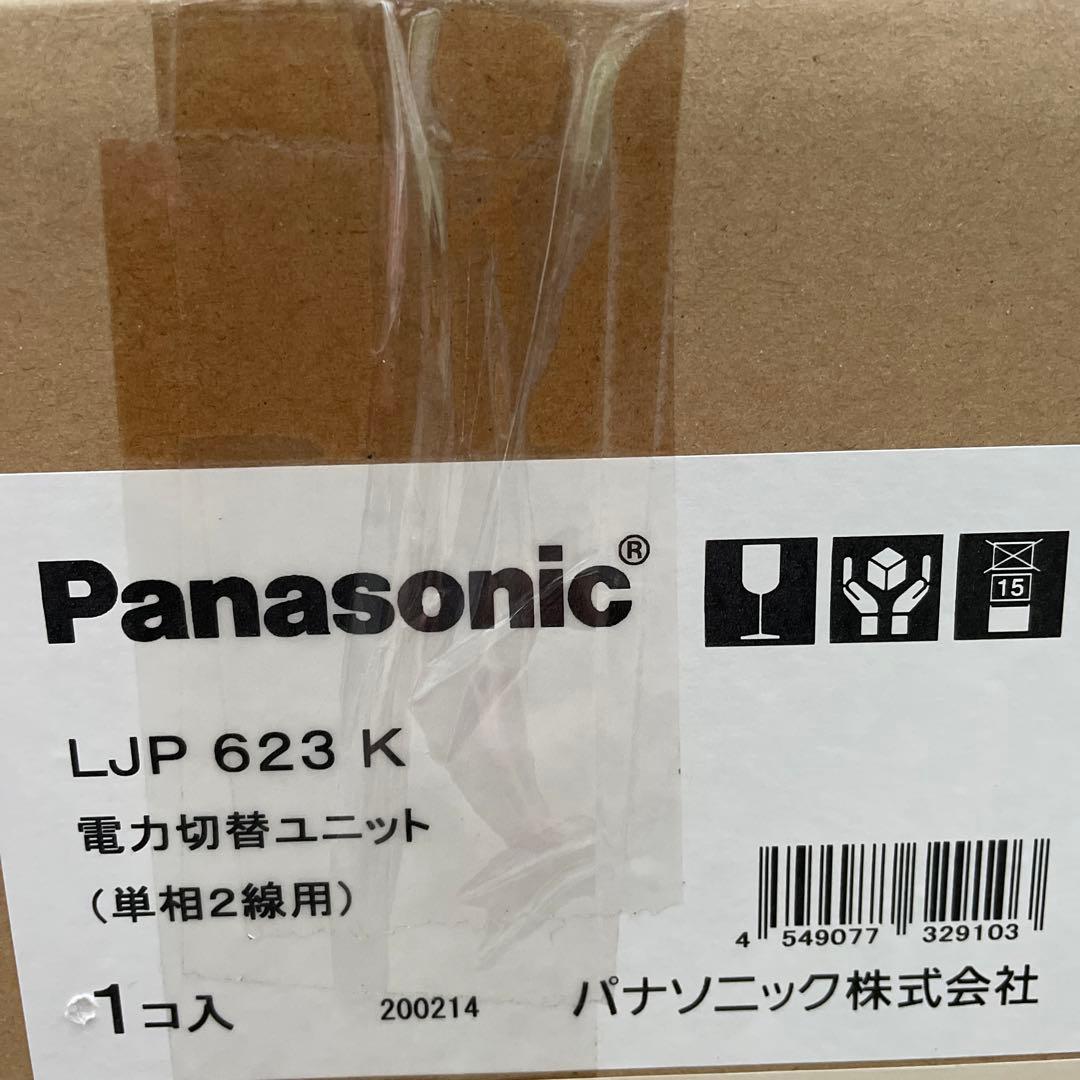 Panasonic®
15
LJP 623 K
電力切替ユニット
(単相2線用)
4 549077 329103
1コ入
200214
パナソニック株式会社